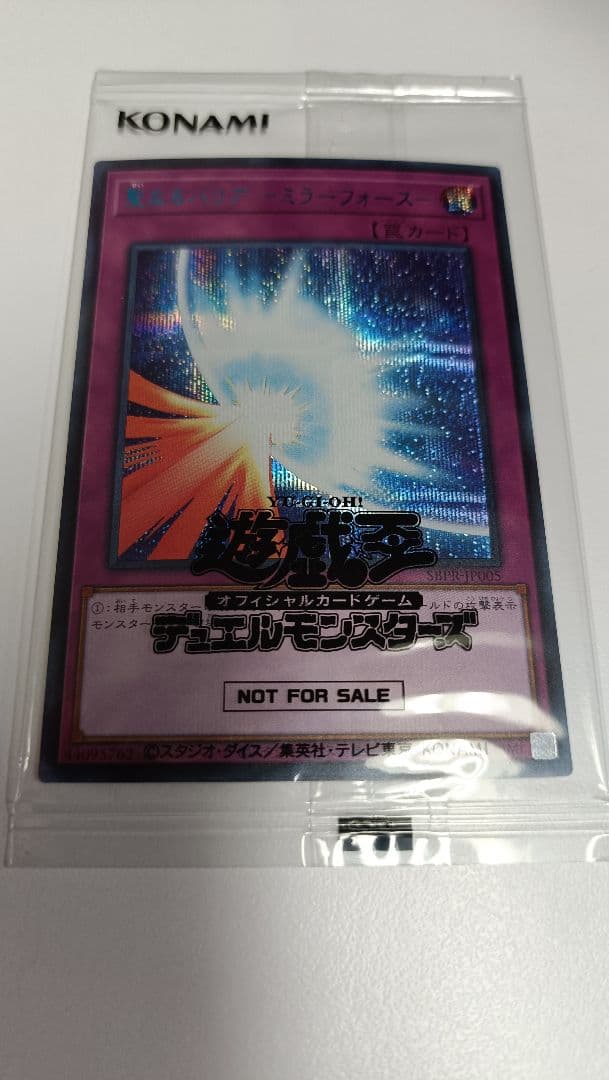 KONAMI
聖なるバリア －ミラーフォース－
【罠カード】
YU-GI-OH!
遊戯王
SBPR-JP005
オフィシャルカードゲーム
①：相手モンスター ルドの攻撃表示
モンスター
デュエルモンスターズ
NOT FOR SALE
44095762 ©スタジオ・ダイス／集英社・テレビ東京・KONAMI